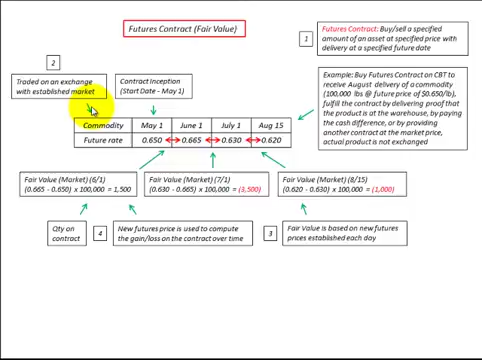 Futures Contract (Fair Value)
1
Futures Contract: Buy/sell a specified
amount of an asset at specified price with
delivery at a specified future date
2
Traded on an exchange
with established market
Contract Inception
(Start Date - May 1)
Example: Buy Futures Contract on CBT to
receive August delivery of a commodity
(100,000 lbs @ future price of $0.650/lb),
fulfill the contract by delivering proof that
the product is at the warehouse, by paying
the cash difference, or by providing
another contract at the market price,
actual product is not exchanged
Commodity May 1 June 1 July 1 Aug 15
Future rate 0.650 0.665 0.630 0.620
Fair Value (Market) (6/1)
(0.665 - 0.650) x 100,000 = 1,500
Fair Value (Market) (7/1)
(0.630 - 0.665) x 100,000 = (3,500)
Fair Value (Market) (8/15)
(0.620 - 0.630) x 100,000 = (1,000)
Qty on
contract
4
New futures price is used to compute
the gain/loss on the contract over time
3
Fair Value is based on new futures
prices established each day